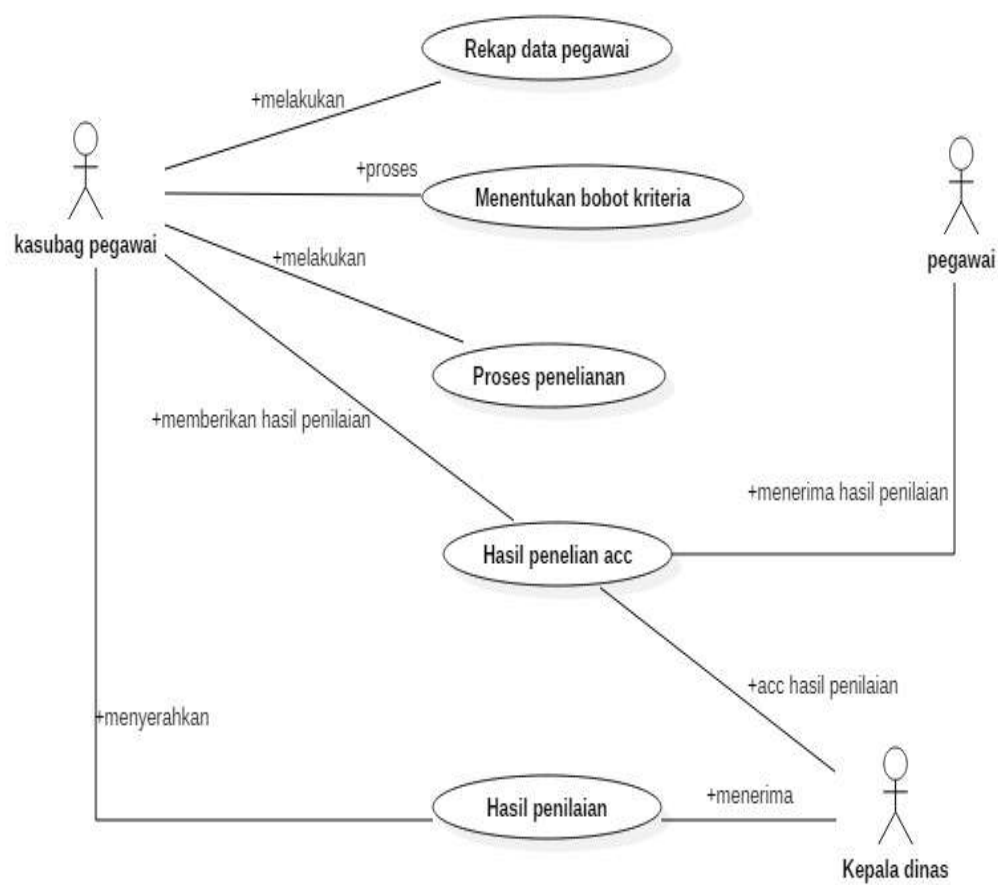 Rekap data pegawai
+melakukan
+proses
Menentukan bobot kriteria
kasubag pegawai
pegawai
+melakukan
Proses penelianan
+memberikan hasil penilaian
+menerima hasil penilaian
Hasil penelian acc
+acc hasil penilaian
+menyerahkan
+menerima
Hasil penilaian
Kepala dinas